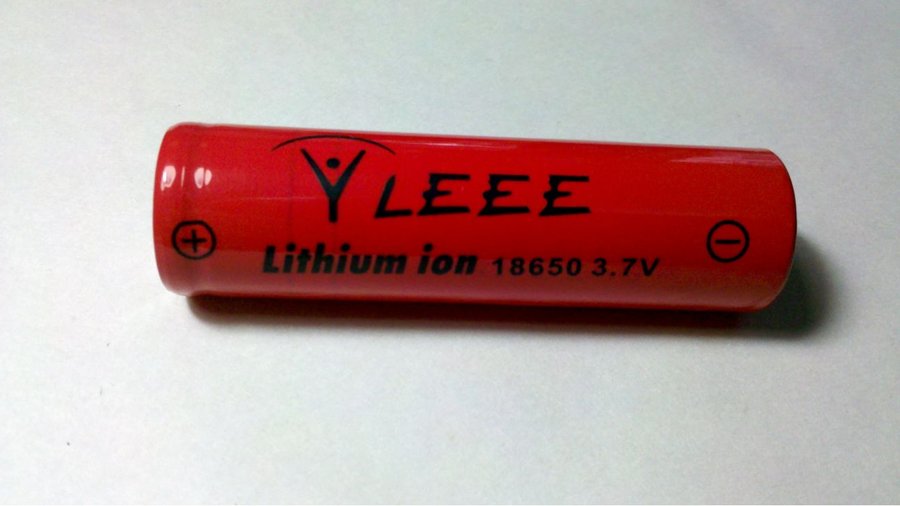 YLEEE
+ -
Lithium ion 18650 3.7V